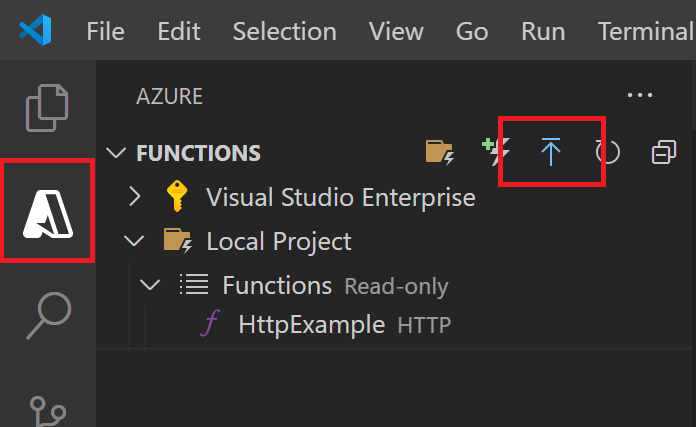 File Edit Selection View Go Run Terminal
AZURE
FUNCTIONS
Visual Studio Enterprise
Local Project
Functions Read-only
HttpExample HTTP